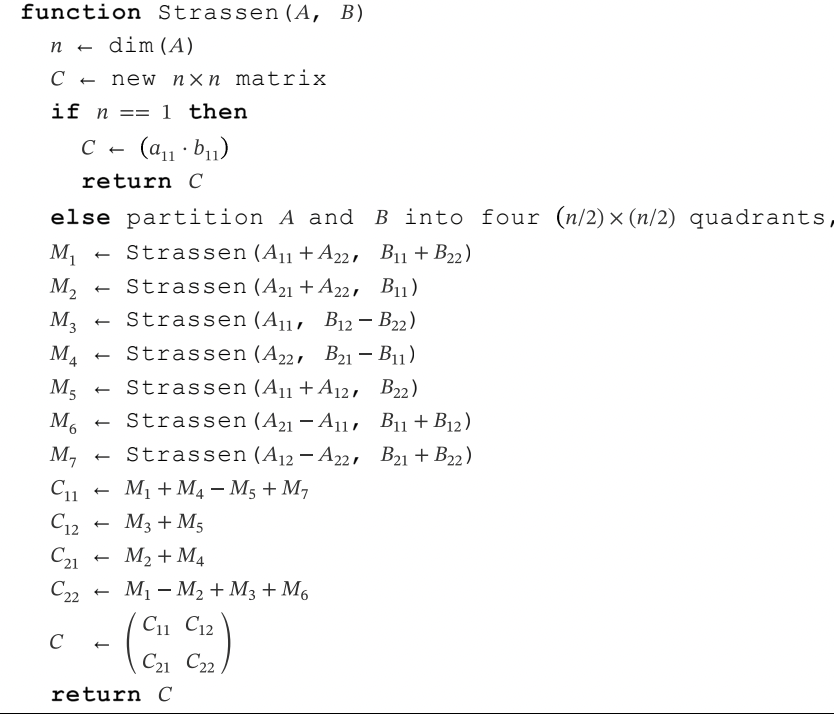 function Strassen(A, B)
n ← dim(A)
C ← new n×n matrix
if n == 1 then
C ← (a₁₁ · b₁₁)
return C
else partition A and B into four (n/2)×(n/2) quadrants,
M₁ ← Strassen(A₁₁+A₂₂, B₁₁+B₂₂)
M₂ ← Strassen(A₂₁+A₂₂, B₁₁)
M₃ ← Strassen(A₁₁, B₁₂−B₂₂)
M₄ ← Strassen(A₂₂, B₂₁−B₁₁)
M₅ ← Strassen(A₁₁+A₁₂, B₂₂)
M₆ ← Strassen(A₂₁−A₁₁, B₁₁+B₁₂)
M₇ ← Strassen(A₁₂−A₂₂, B₂₁+B₂₂)
C₁₁ ← M₁+M₄−M₅+M₇
C₁₂ ← M₃+M₅
C₂₁ ← M₂+M₄
C₂₂ ← M₁−M₂+M₃+M₆
C ← (C₁₁ C₁₂
C₂₁ C₂₂)
return C